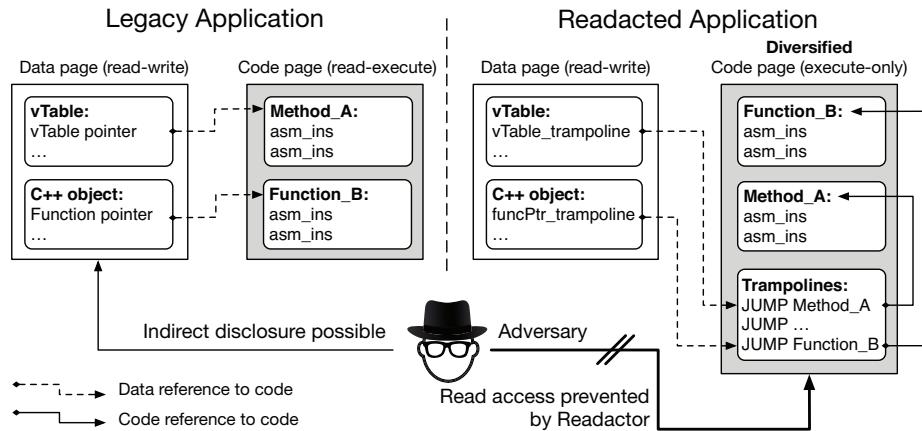 Legacy Application
Data page (read-write)
Code page (read-execute)
vTable:
vTable pointer
…
C++ object:
Function pointer
…
Method_A:
asm_ins
asm_ins
Function_B:
asm_ins
asm_ins
Readacted Application
Data page (read-write)
Diversified
Code page (execute-only)
vTable:
vTable_trampoline
…
C++ object:
funcPtr_trampoline
…
Function_B:
asm_ins
asm_ins
Method_A:
asm_ins
asm_ins
Trampolines:
JUMP Method_A
JUMP …
JUMP Function_B
Indirect disclosure possible
Adversary
Read access prevented
by Readactor
Data reference to code
Code reference to code